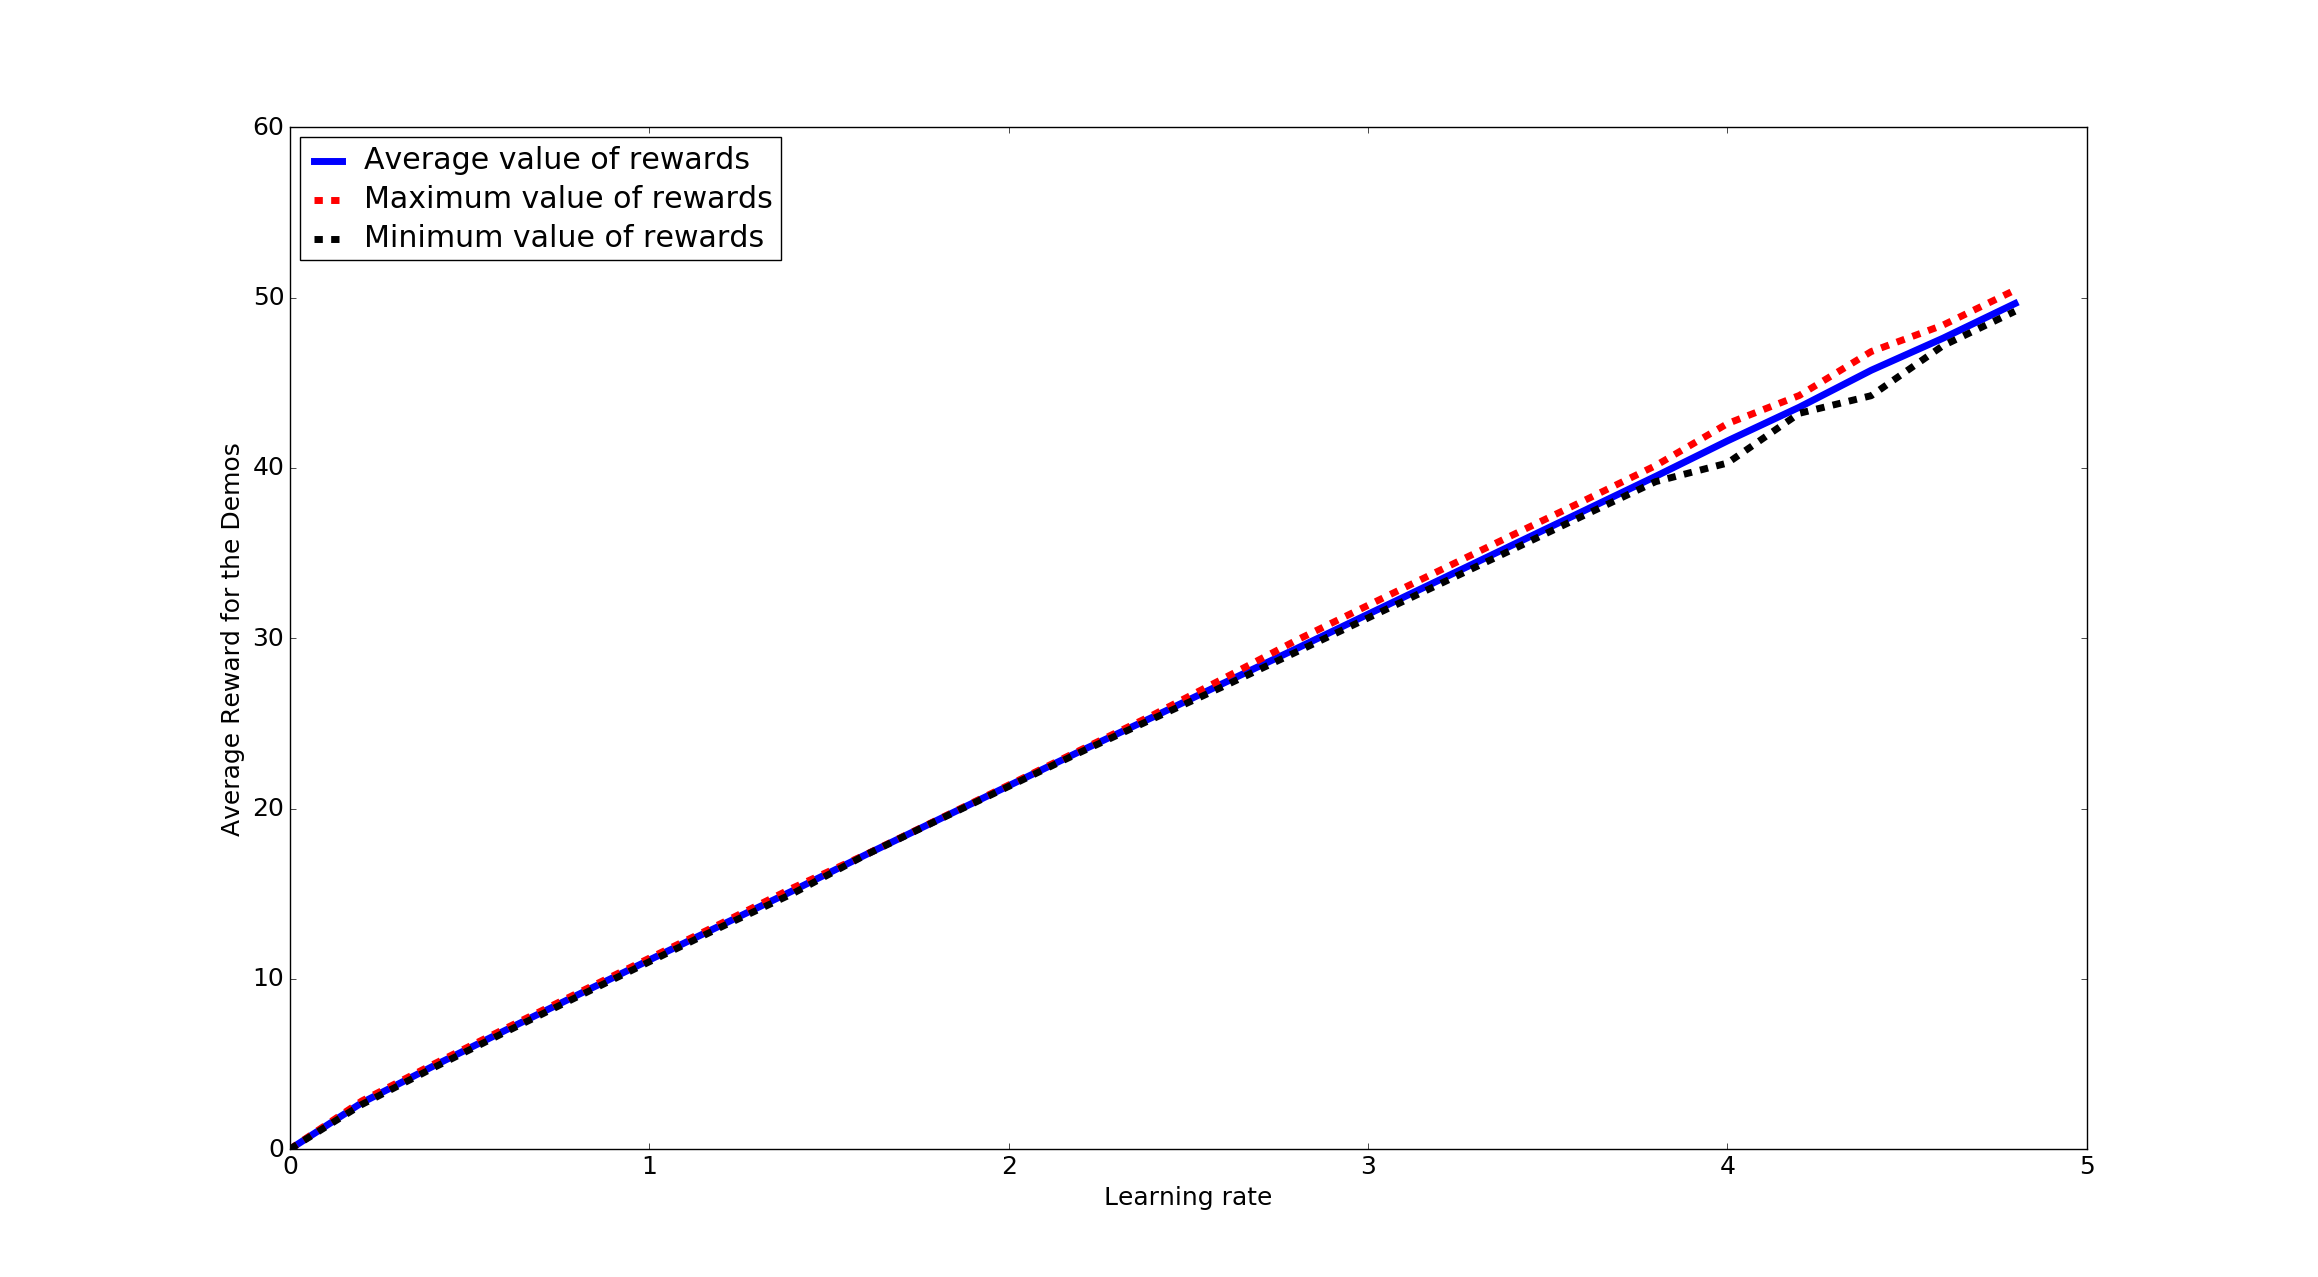 60
50
40
30
20
10
0
Average value of rewards
Maximum value of rewards
Minimum value of rewards
Average Reward for the Demos
0 1 2 3 4 5
Learning rate